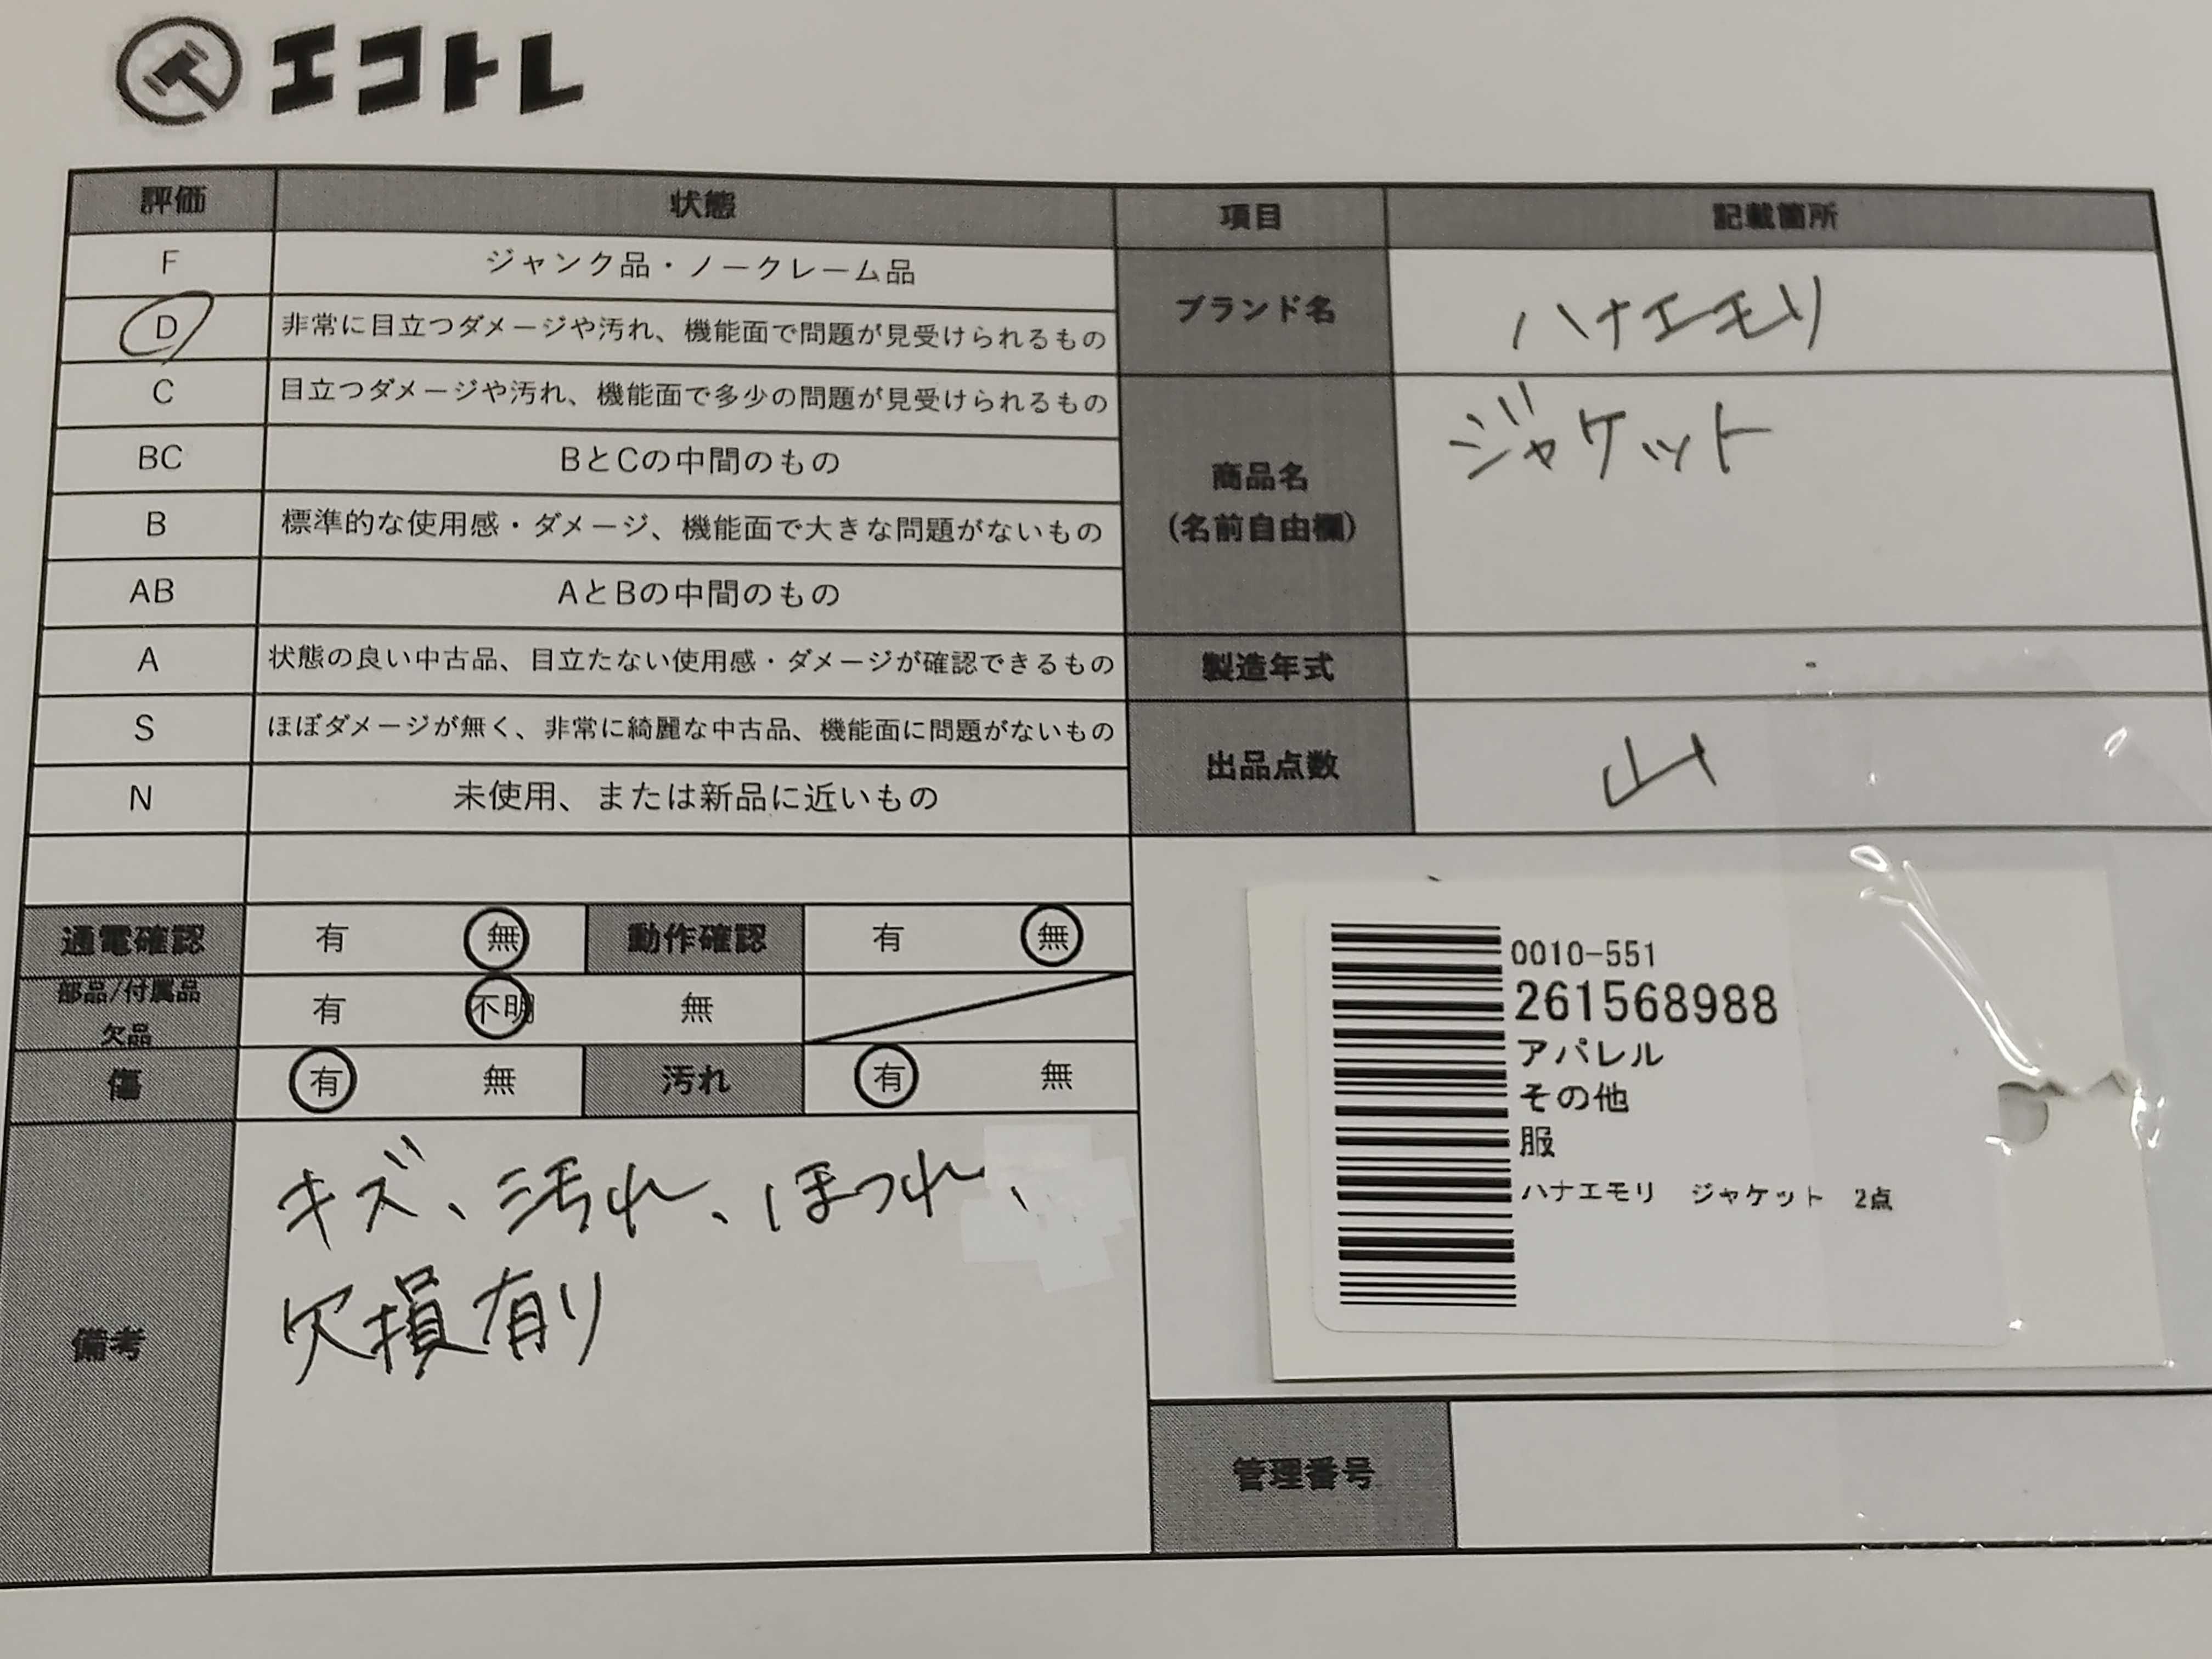 エコトレ
評価 状態 項目 記載箇所
F ジャンク品・ノークレーム品
D 非常に目立つダメージや汚れ、機能面で問題が見受けられるもの
C 目立つダメージや汚れ、機能面で多少の問題が見受けられるもの
BC BとCの中間のもの
B 標準的な使用感・ダメージ、機能面で大きな問題がないもの
AB AとBの中間のもの
A 状態の良い中古品、目立たない使用感・ダメージが確認できるもの
S ほぼダメージが無く、非常に綺麗な中古品、機能面に問題がないもの
N 未使用、または新品に近いもの
ブランド名 ハナエモリ
商品名 ジャケット
(名前自由欄)
製造年式 -
出品点数
通電確認 有 無 動作確認 有 無
部品/付属品 有 不明 無
欠品
傷 有 無 汚れ 有 無
備考
キズ、汚れ、ほつれ、
欠損有り
0010-551
261568988
アパレル
その他
服
ハナエモリ ジャケット 2点
管理番号